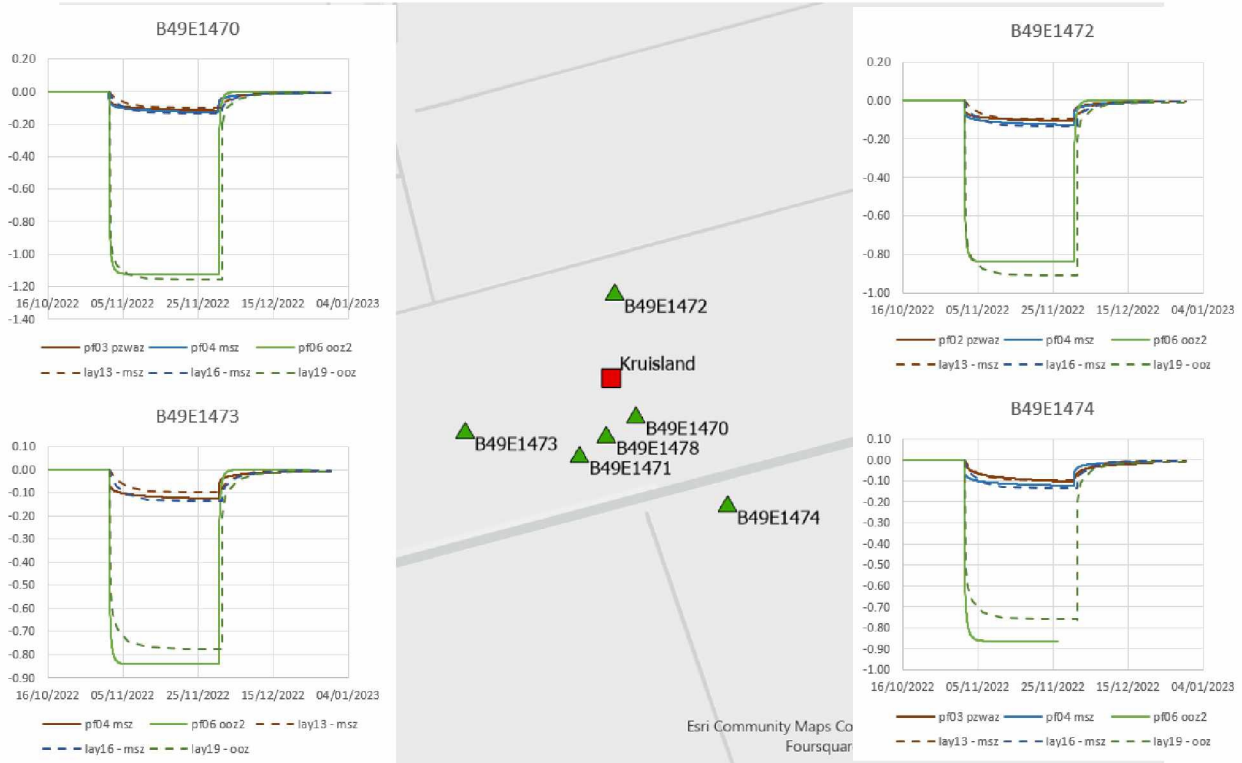 B49E1470
0.20
0.00
-0.20
-0.40
-0.60
-0.80
-1.00
-1.20
-1.40
16/10/2022 05/11/2022 25/11/2022 15/12/2022 04/01/2023
pf03 pzwaz pf04 msz pf06 ooz2
lay13 - msz lay16 - msz lay19 - ooz
B49E1473
0.10
0.00
-0.10
-0.20
-0.30
-0.40
-0.50
-0.60
-0.70
-0.80
-0.90
16/10/2022 05/11/2022 25/11/2022 15/12/2022 04/01/2023
pf04 msz pf06 ooz2 lay13 - msz
lay16 - msz lay19 - ooz
B49E1472
Kruisland
B49E1470
B49E1473
B49E1478
B49E1471
B49E1474
Esri Community Maps Co
Foursquar
B49E1472
0.20
0.00
-0.20
-0.40
-0.60
-0.80
-1.00
16/10/2022 05/11/2022 25/11/2022 15/12/2022 04/01/2023
pf02 pzwaz pf04 msz pf06 ooz2
lay13 - msz lay16 - msz lay19 - ooz
B49E1474
0.10
0.00
-0.10
-0.20
-0.30
-0.40
-0.50
-0.60
-0.70
-0.80
-0.90
-1.00
16/10/2022 05/11/2022 25/11/2022 15/12/2022 04/01/2023
pf03 pzwaz pf04 msz pf06 ooz2
lay13 - msz lay16 - msz lay19 - ooz